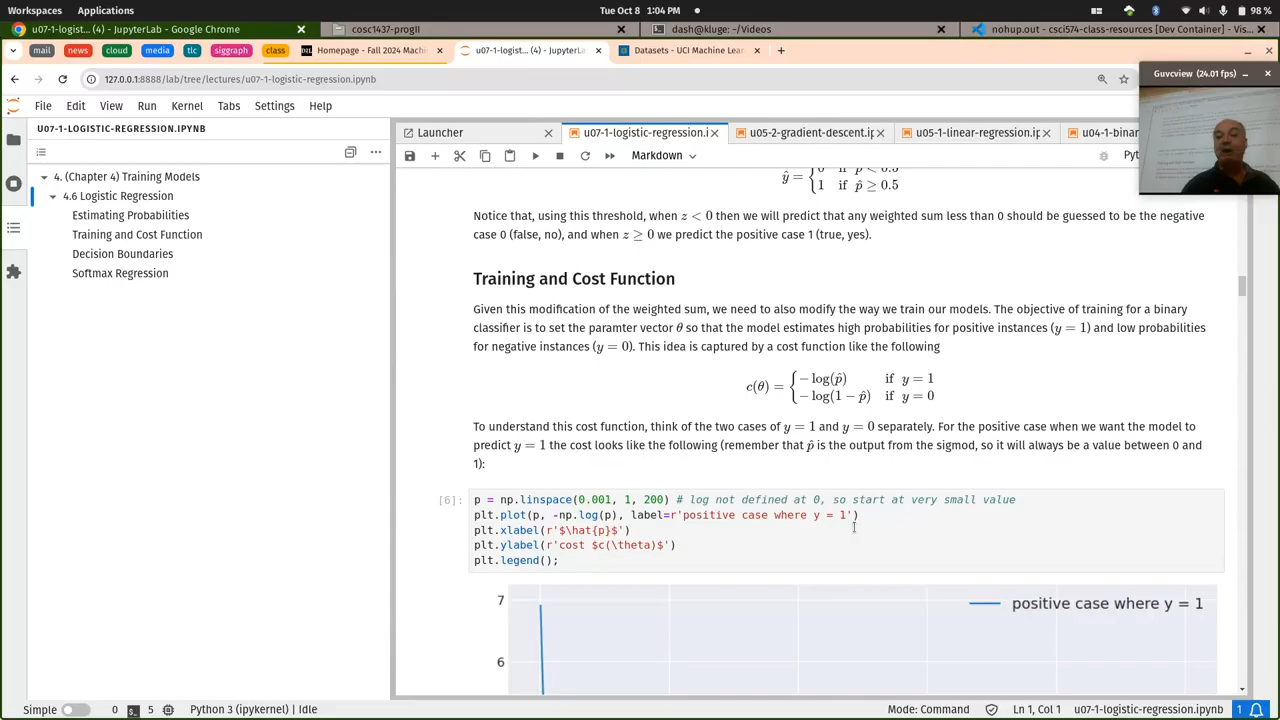 Workspaces Applications Tue Oct 8 1:04 PM 98 %
u07-1-logist... (4) - JupyterLab - Google Chrome cosc1437-progII dash@kluge: ~/Videos nohup.out - csci574-class-resources [Dev Container] - Vis...
mail news cloud media tlc siggraph class Homepage - Fall 2024 Machi u07-1-logist... (4) - JupyterL Datasets - UCI Machine Lear
127.0.0.1:8888/lab/tree/lectures/u07-1-logistic-regression.ipynb
Guvcview (24.01 fps)
File Edit View Run Kernel Tabs Settings Help
U07-1-LOGISTIC-REGRESSION.IPYNB
Launcher u07-1-logistic-regression.i u05-2-gradient-descent.ip u05-1-linear-regression.ip u04-1-binar
Markdown Pyt
4. (Chapter 4) Training Models
4.6 Logistic Regression
Estimating Probabilities
Training and Cost Function
Decision Boundaries
Softmax Regression
ŷ = { 0 if p̂ < 0.5
1 if p̂ ≥ 0.5
Notice that, using this threshold, when z < 0 then we will predict that any weighted sum less than 0 should be guessed to be the negative
case 0 (false, no), and when z ≥ 0 we predict the positive case 1 (true, yes).
Training and Cost Function
Given this modification of the weighted sum, we need to also modify the way we train our models. The objective of training for a binary
classifier is to set the paramter vector θ so that the model estimates high probabilities for positive instances (y = 1) and low probabilities
for negative instances (y = 0). This idea is captured by a cost function like the following
c(θ) = { − log(p̂) if y = 1
− log(1 − p̂) if y = 0
To understand this cost function, think of the two cases of y = 1 and y = 0 separately. For the positive case when we want the model to
predict y = 1 the cost looks like the following (remember that p̂ is the output from the sigmod, so it will always be a value between 0 and
1):
[6]: p = np.linspace(0.001, 1, 200) # log not defined at 0, so start at very small value
plt.plot(p, -np.log(p), label=r'positive case where y = 1')
plt.xlabel(r'$\hat{p}$')
plt.ylabel(r'cost $c(\theta)$')
plt.legend();
7 positive case where y = 1
6
Simple 0 5 Python 3 (ipykernel) | Idle Mode: Command Ln 1, Col 1 u07-1-logistic-regression.ipynb 1